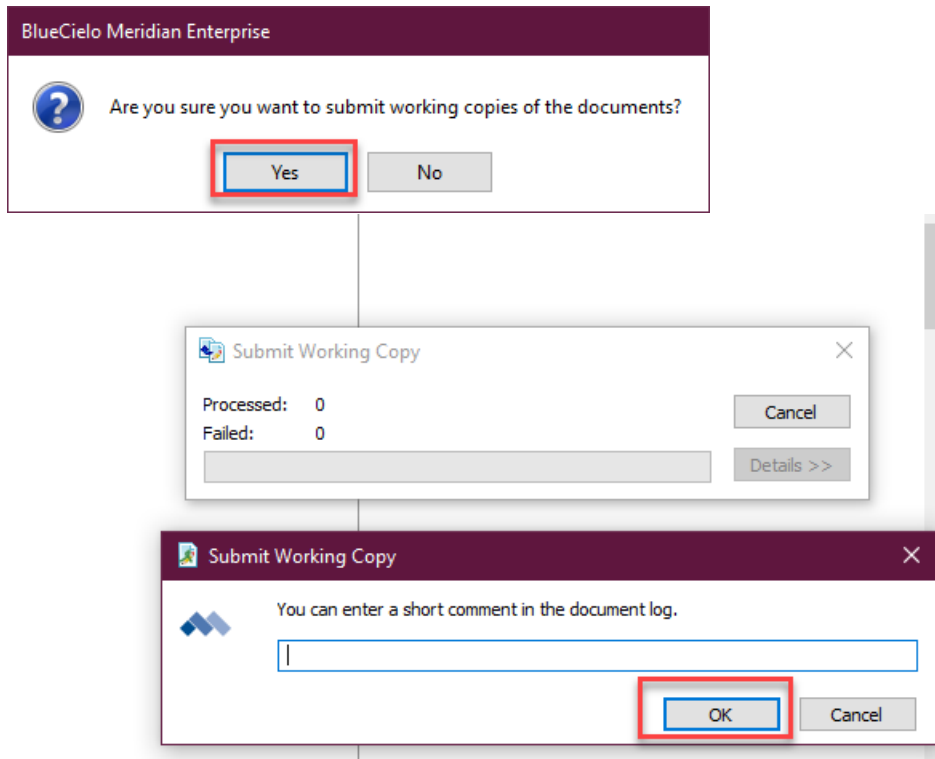 BlueCielo Meridian Enterprise
Are you sure you want to submit working copies of the documents?
Yes No
Submit Working Copy
Processed: 0
Cancel
Failed: 0
Details >>
Submit Working Copy
You can enter a short comment in the document log.
OK Cancel